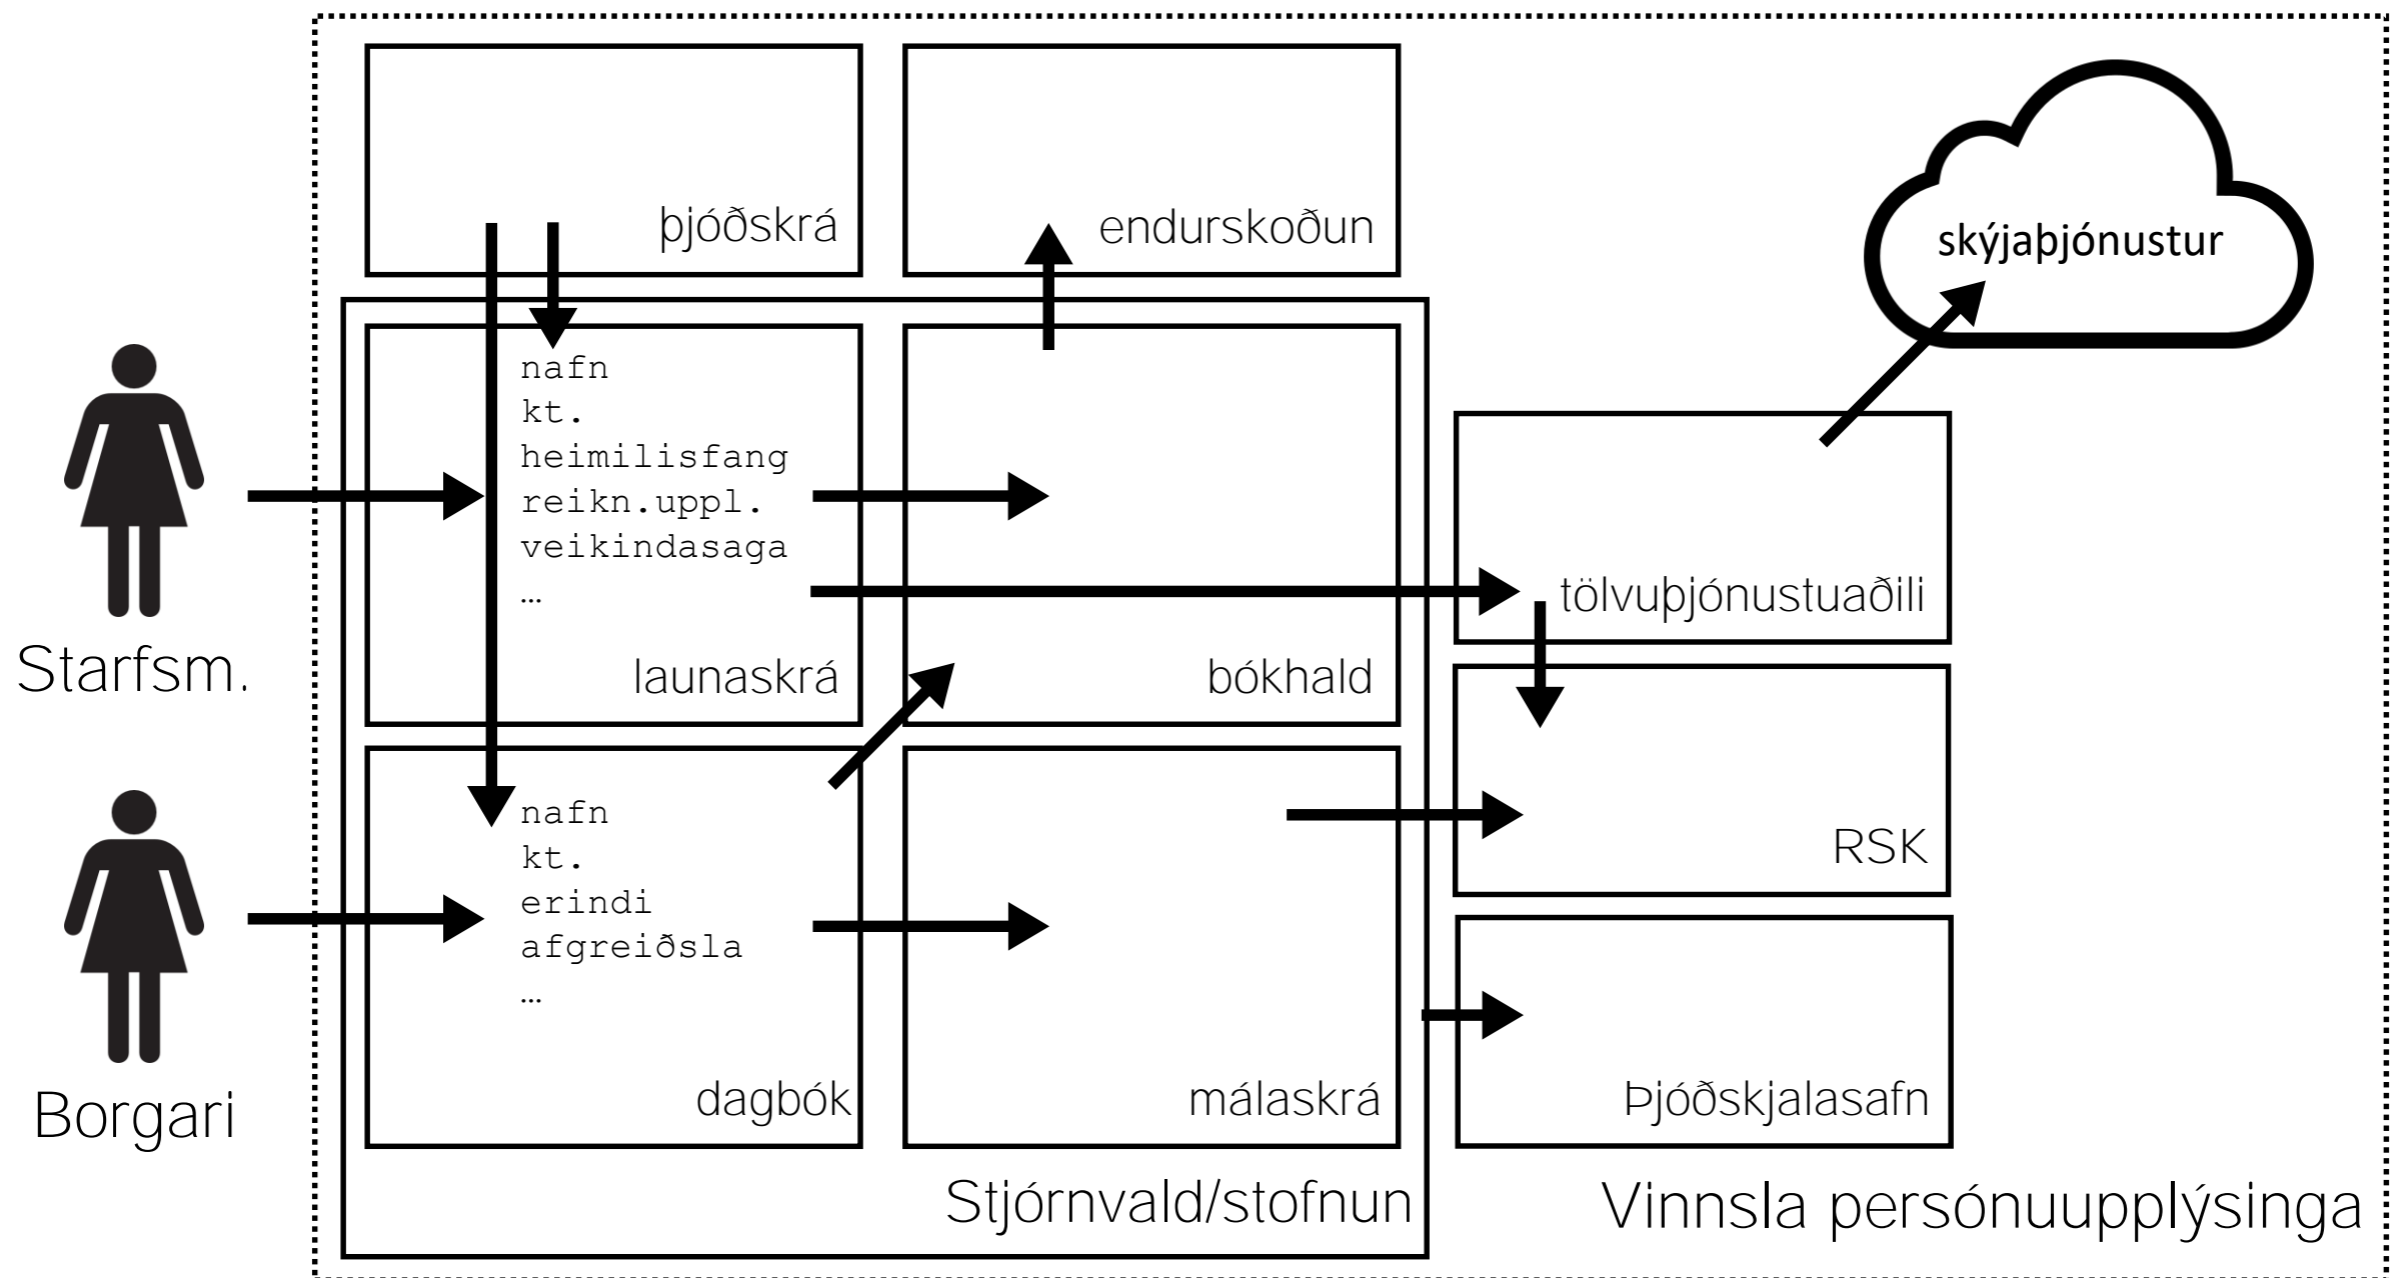 þjóðskrá
endurskoðun
skýjaþjónustur
nafn
kt.
heimilisfang
reikn.uppl.
veikindasaga
…
launaskrá
bókhald
tölvuþjónustuaðili
Starfsm.
nafn
kt.
erindi
afgreiðsla
…
dagbók
málaskrá
RSK
Þjóðskjalasafn
Borgari
Stjórnvald/stofnun
Vinnsla persónuupplýsinga